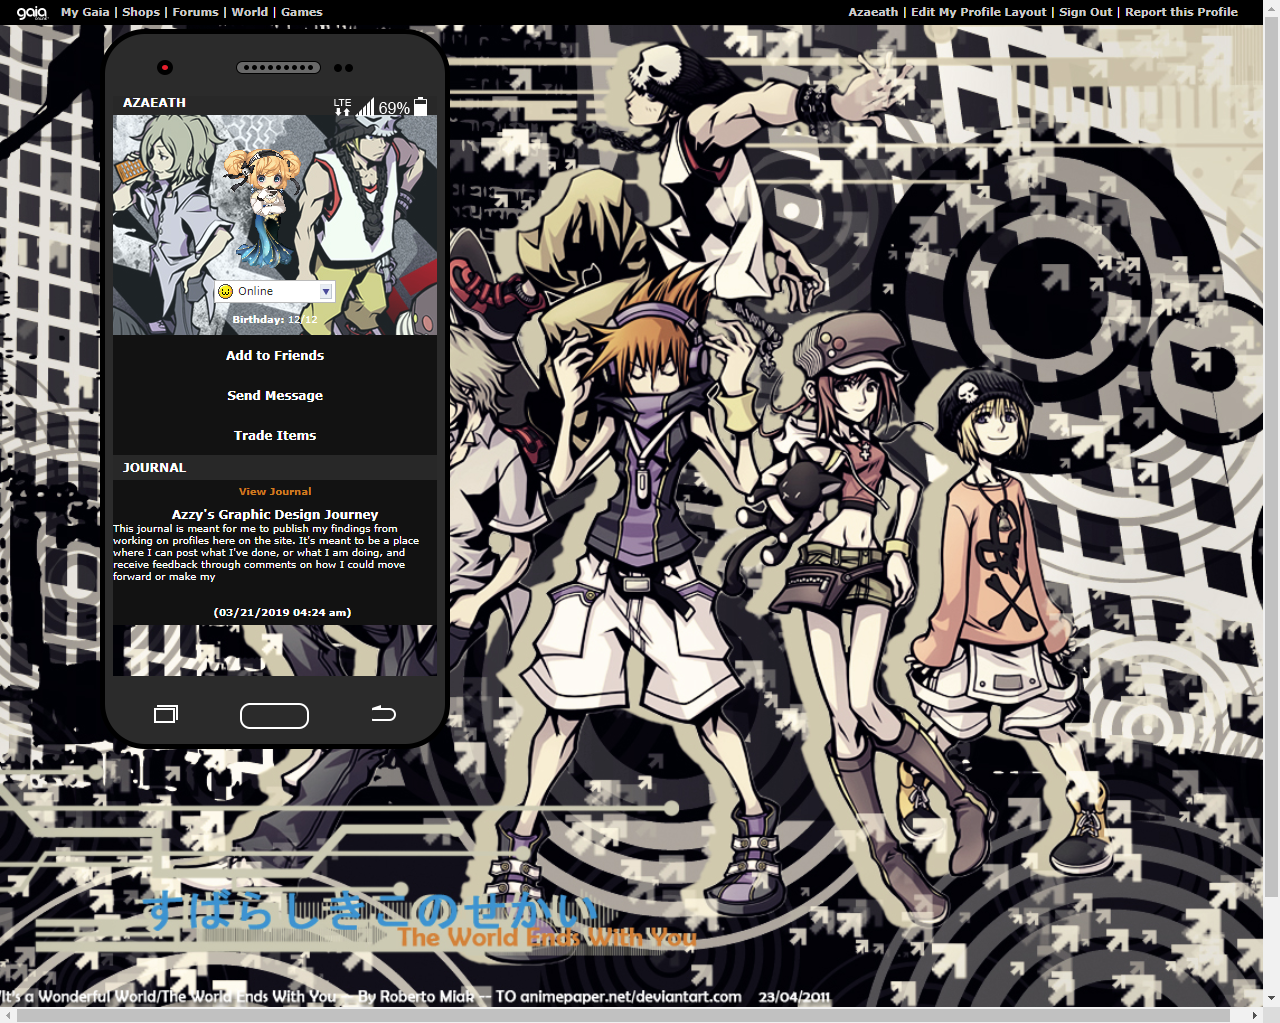 gaia My Gaia | Shops | Forums | World | Games
Azaeath | Edit My Profile Layout | Sign Out | Report this Profile
AZAEATH
LTE 69%
Online
Birthday: 12/12
Add to Friends
Send Message
Trade Items
JOURNAL
View Journal
Azzy's Graphic Design Journey
This journal is meant for me to publish my findings from
working on profiles here on the site. It's meant to be a place
where I can post what I've done, or what I am doing, and
receive feedback through comments on how I could move
forward or make my
(03/21/2019 04:24 am)
すばらしきこのせかい
The World Ends With You
/It's a Wonderful World/The World Ends With You -- By Roberto Miak -- TO animepaper.net/deviantart.com 23/04/2011